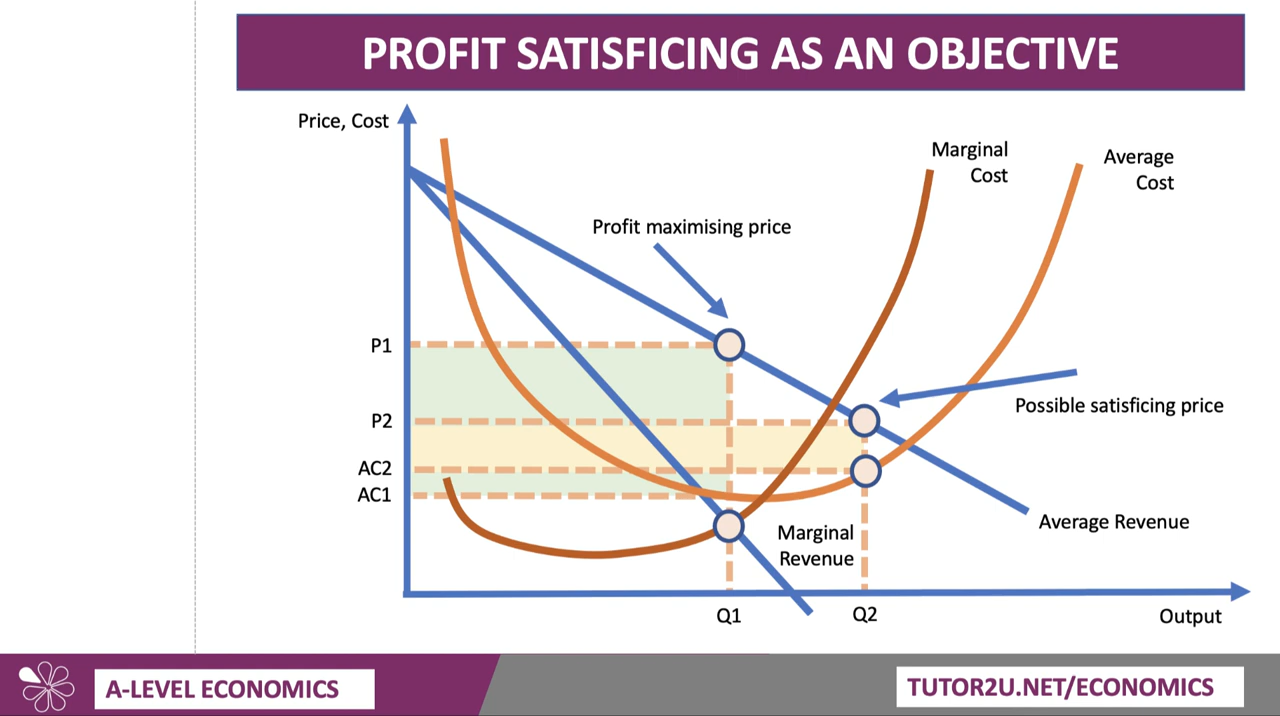 PROFIT SATISFICING AS AN OBJECTIVE
Price, Cost
Marginal
Cost
Average
Cost
Profit maximising price
P1
P2
Possible satisficing price
AC2
AC1
Average Revenue
Marginal
Revenue
Q1
Q2
Output
A-LEVEL ECONOMICS
TUTOR2U.NET/ECONOMICS